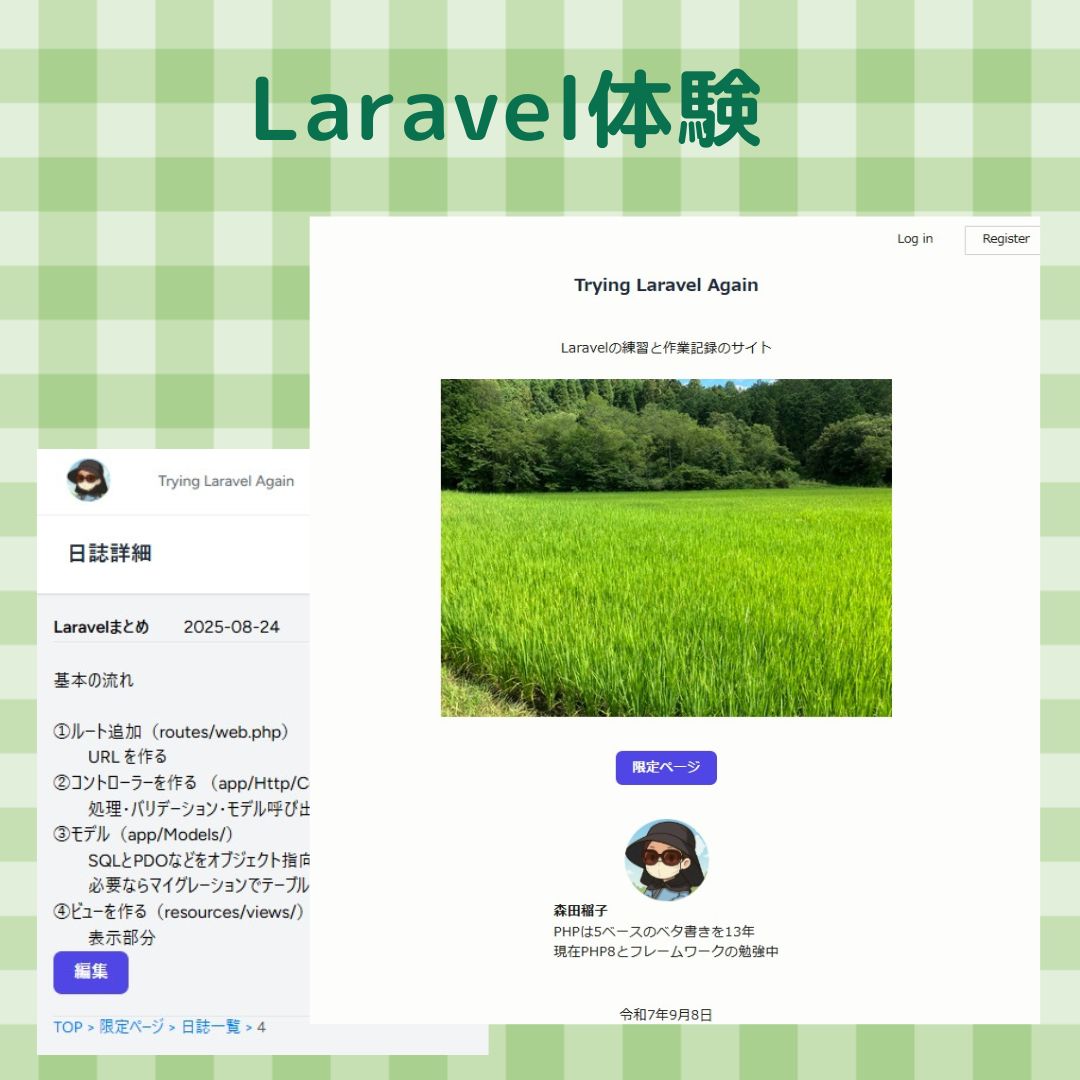 Laravel体験
Log in
Register
Trying Laravel Again
Laravelの練習と作業記録のサイト
限定ページ
森田稲子
PHPは5ベースのベタ書きを13年
現在PHP8とフレームワークの勉強中
令和7年9月8日
Trying Laravel Again
日誌詳細
Laravelまとめ 2025-08-24
基本の流れ
①ルート追加（routes/web.php）
URL を作る
②コントローラーを作る （app/Http/C
処理・バリデーション・モデル呼び出
③モデル（app/Models/）
SQLとPDOなどをオブジェクト指向
必要ならマイグレーションでテーブル
④ビューを作る（resources/views/）
表示部分
編集
TOP > 限定ページ > 日誌一覧 > 4